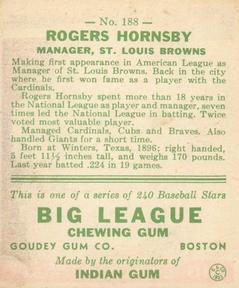 — No. 188 —
ROGERS HORNSBY
MANAGER, ST. LOUIS BROWNS
Making first appearance in American League as
Manager of St. Louis Browns. Back in the city
where he first won fame as a player with the
Cardinals.
Rogers Hornsby spent more than 18 years in
the National League as player and manager, seven
times led the National League in batting. Twice
voted most valuable player.
Managed Cardinals, Cubs and Braves. Also
handled Giants for a short time.
Born at Winters, Texas, 1896; right handed,
5 feet 11½ inches tall, and weighs 170 pounds.
Last year batted .224 in 19 games.
This is one of a series of 240 Baseball Stars
BIG LEAGUE
CHEWING GUM
GOUDEY GUM CO. BOSTON
Made by the originators of
INDIAN GUM